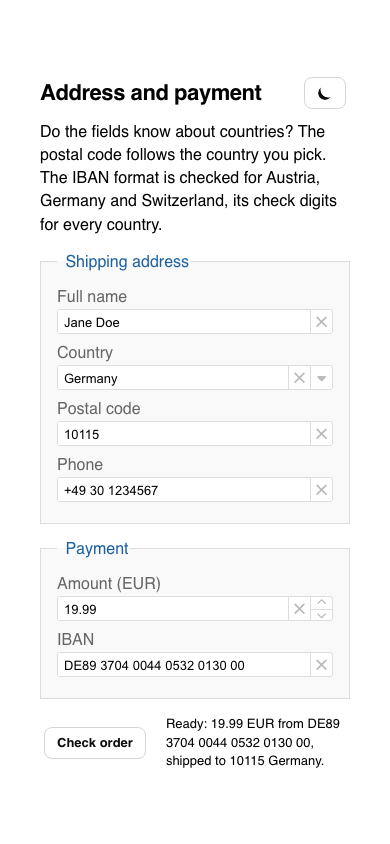 Address and payment
Do the fields know about countries? The
postal code follows the country you pick.
The IBAN format is checked for Austria,
Germany and Switzerland, its check digits
for every country.
Shipping address
Full name
Jane Doe
Country
Germany
Postal code
10115
Phone
+49 30 1234567
Payment
Amount (EUR)
19.99
IBAN
DE89 3704 0044 0532 0130 00
Check order
Ready: 19.99 EUR from DE89
3704 0044 0532 0130 00,
shipped to 10115 Germany.